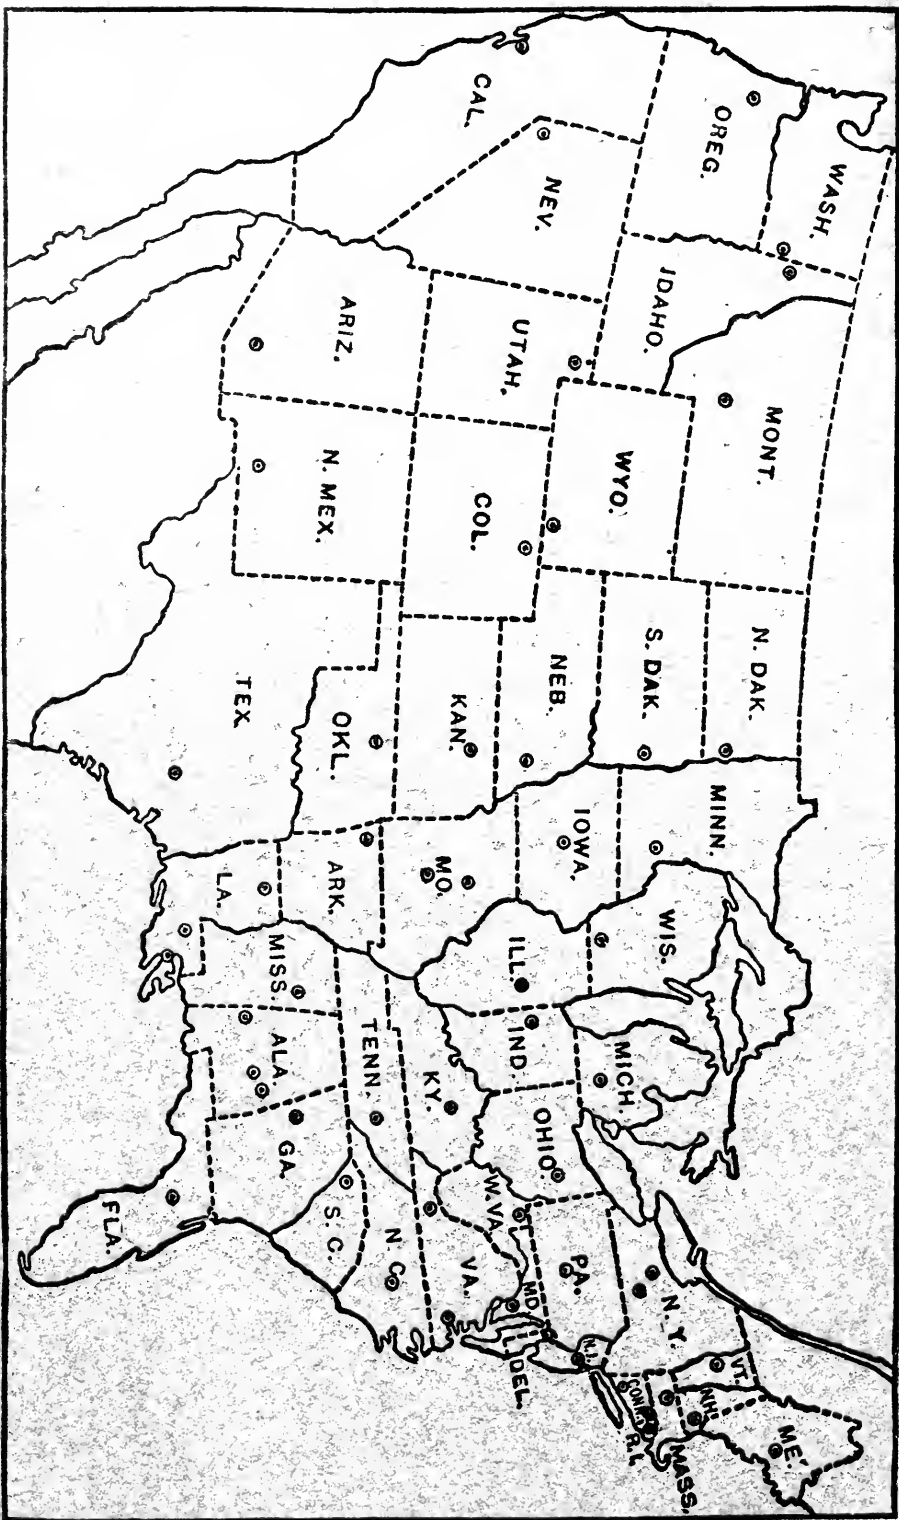 WASH.
OREG.
CAL.
NEV.
IDAHO.
MONT.
WYO.
UTAH.
ARIZ.
N. MEX.
COL.
N. DAK.
S. DAK.
NEB.
KAN.
OKL.
TEX.
MINN.
IOWA.
MO.
ARK.
LA.
WIS.
ILL.
MISS.
MICH.
IND.
OHIO.
KY.
TENN.
ALA.
GA.
FLA.
S. C.
N. C.
VA.
W. VA.
MD.
DEL.
PA.
N. J.
N. Y.
CONN.
R. I.
MASS.
VT.
N.H.
ME.